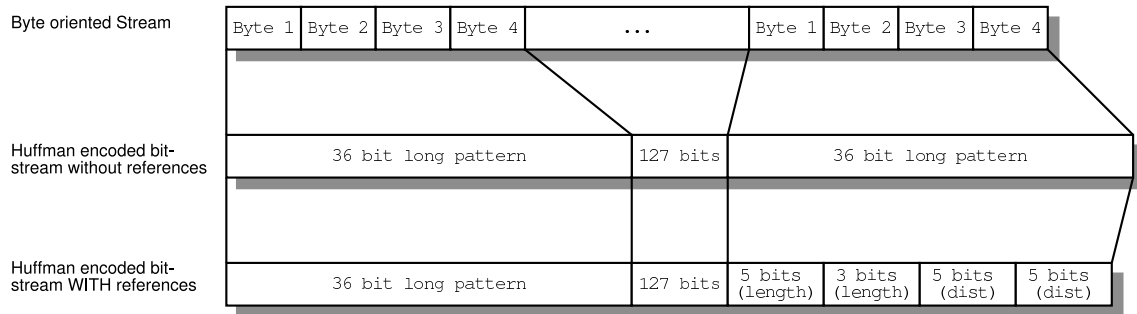 Byte oriented Stream
Byte 1 Byte 2 Byte 3 Byte 4 ... Byte 1 Byte 2 Byte 3 Byte 4
Huffman encoded bit-
stream without references
36 bit long pattern 127 bits 36 bit long pattern
Huffman encoded bit-
stream WITH references
36 bit long pattern 127 bits
5 bits 3 bits 5 bits 5 bits
(length) (length) (dist) (dist)